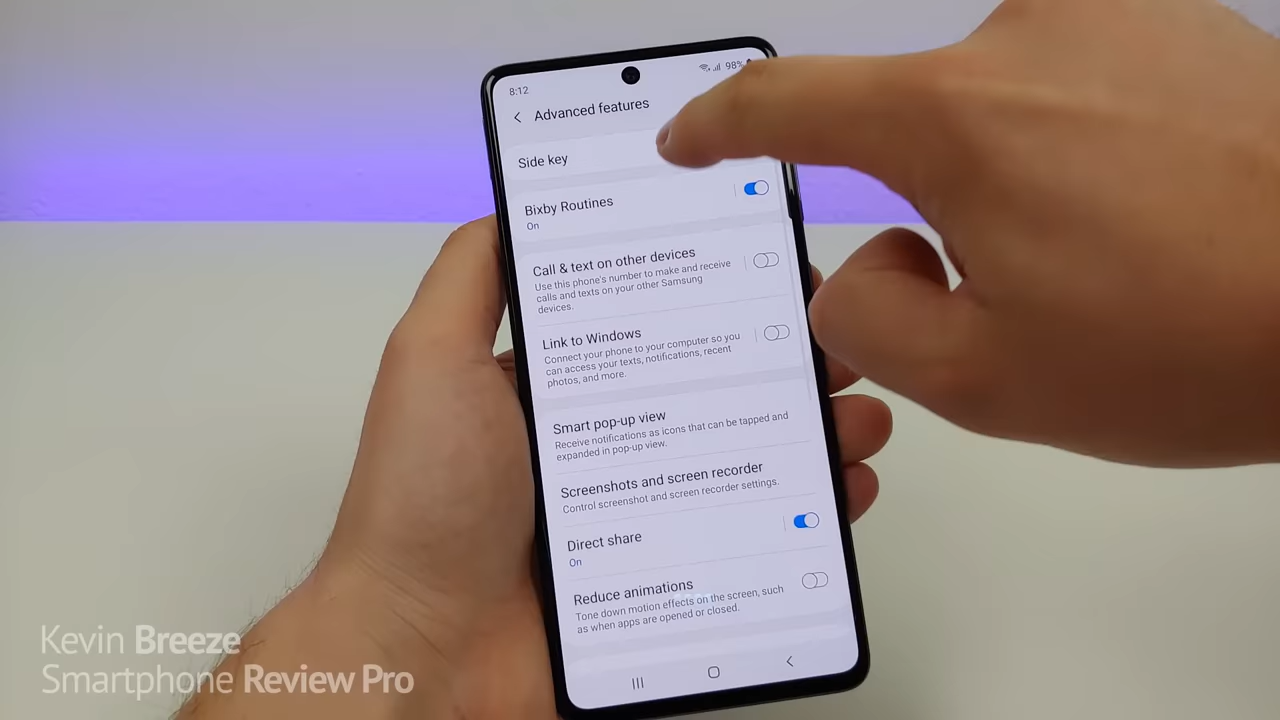 8:12
98%
Advanced features
Side key
Bixby Routines
On
Call & text on other devices
Use this phone's number to make and receive
calls and texts on your other Samsung
devices.
Link to Windows
Connect your phone to your computer so you
can access your texts, notifications, recent
photos, and more.
Smart pop-up view
Receive notifications as icons that can be tapped and
expanded in pop-up view.
Screenshots and screen recorder
Control screenshot and screen recorder settings.
Direct share
On
Reduce animations
Tone down motion effects on the screen, such
as when apps are opened or closed.
Kevin Breeze
Smartphone Review Pro